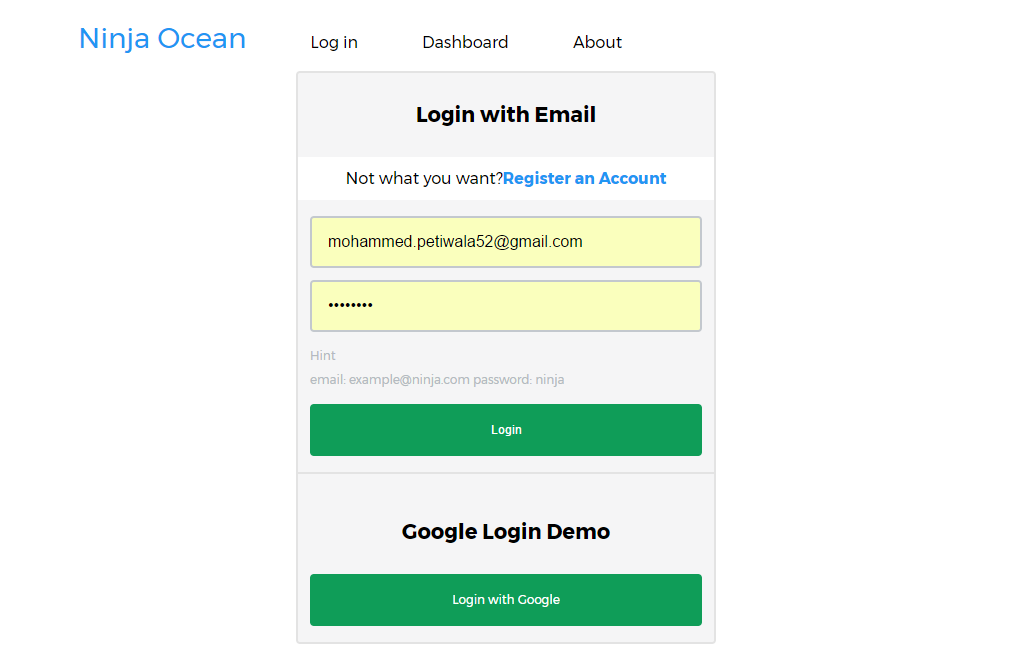 Ninja Ocean Log in Dashboard About
Login with Email
Not what you want?Register an Account
mohammed.petiwala52@gmail.com
••••••••
Hint
email: example@ninja.com password: ninja
Login
Google Login Demo
Login with Google